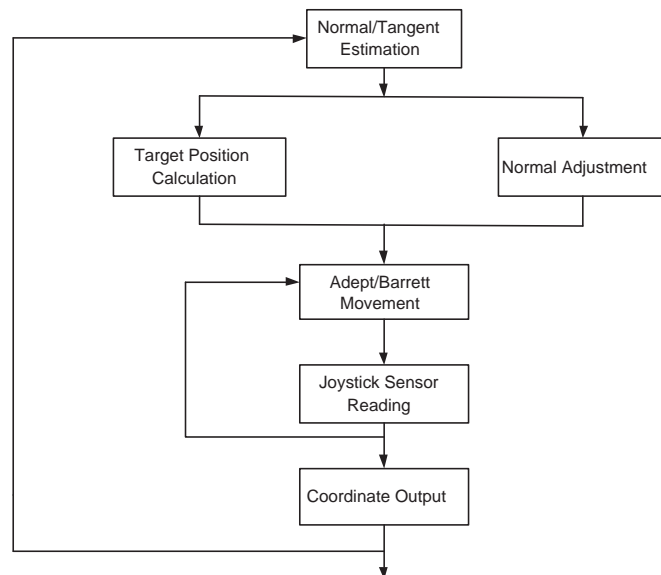 Normal/Tangent
Estimation
Target Position
Calculation
Normal Adjustment
Adept/Barrett
Movement
Joystick Sensor
Reading
Coordinate Output